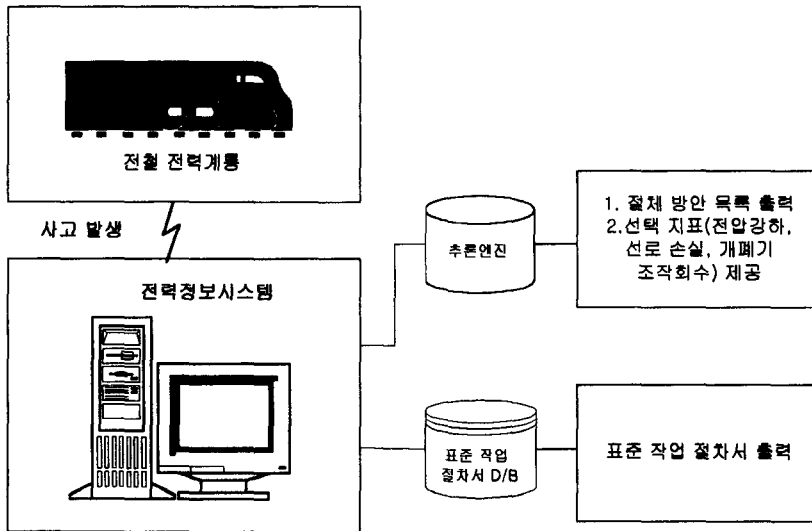 전철 전력계통
사고 발생
전력정보시스템
추론엔진
1. 절체 방안 목록 출력
2.선택 지표(전압강하,
선로 손실, 개폐기
조작회수) 제공
표준 작업
절차서 D/B
표준 작업 절차서 출력